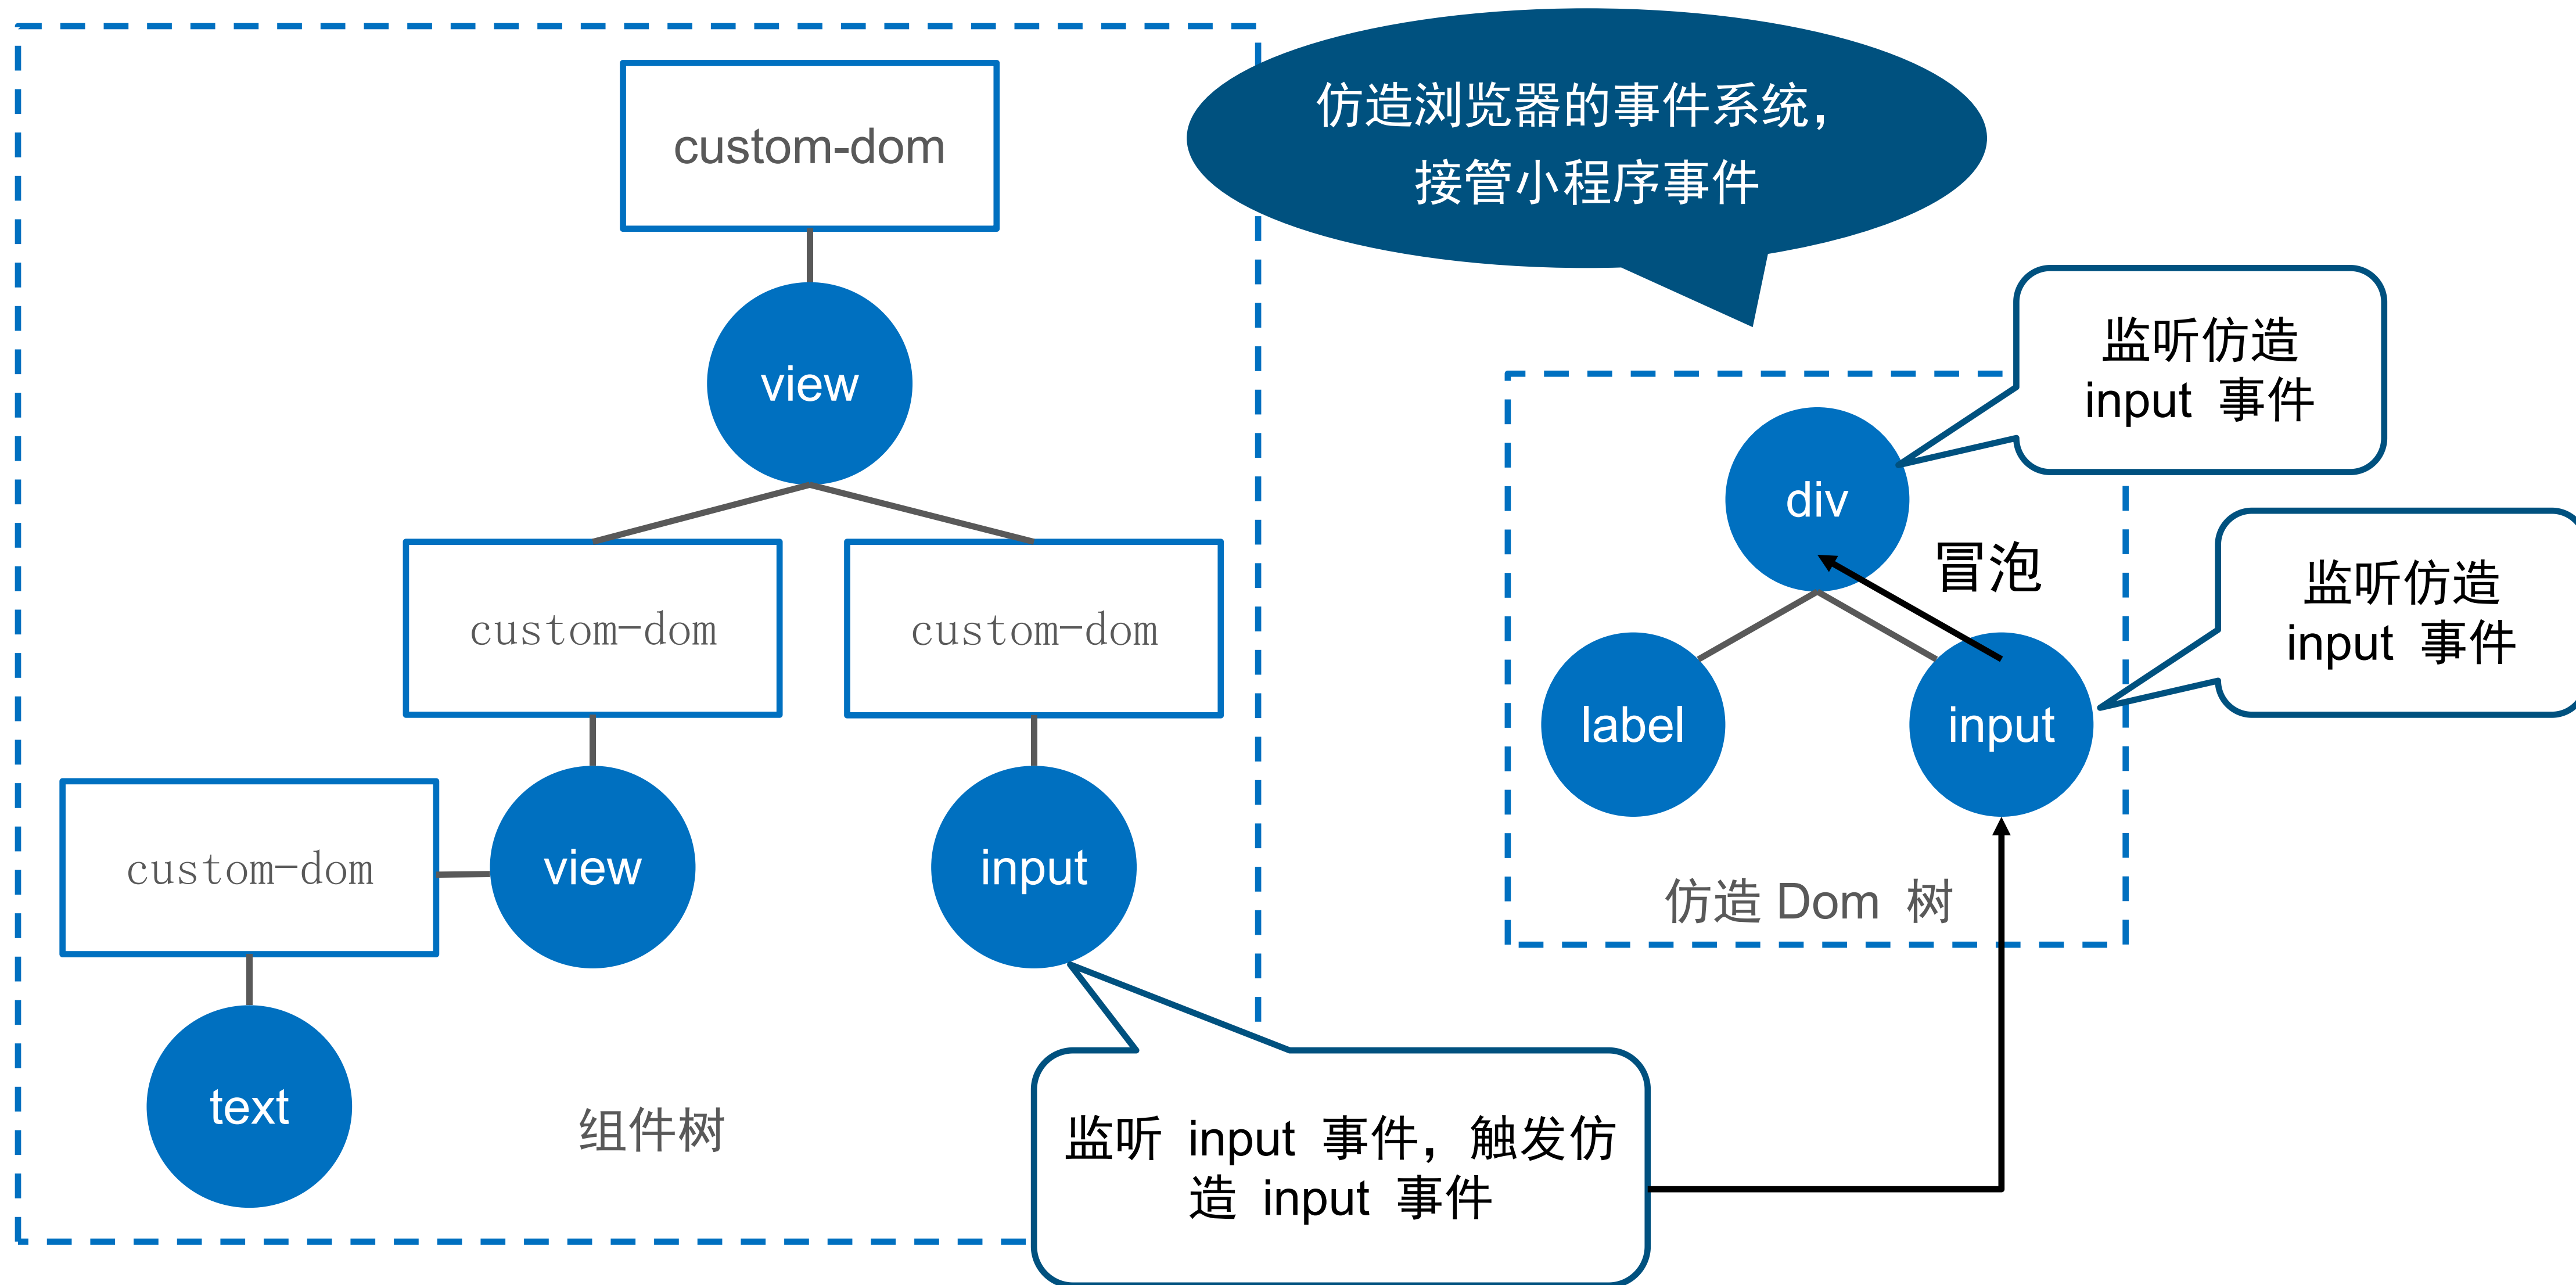 custom-dom
view
custom-dom
custom-dom
custom-dom
view
input
text
组件树
仿造浏览器的事件系统，
接管小程序事件
监听仿造
input 事件
div
冒泡
监听仿造
input 事件
label
input
仿造 Dom 树
监听 input 事件，触发仿
造 input 事件